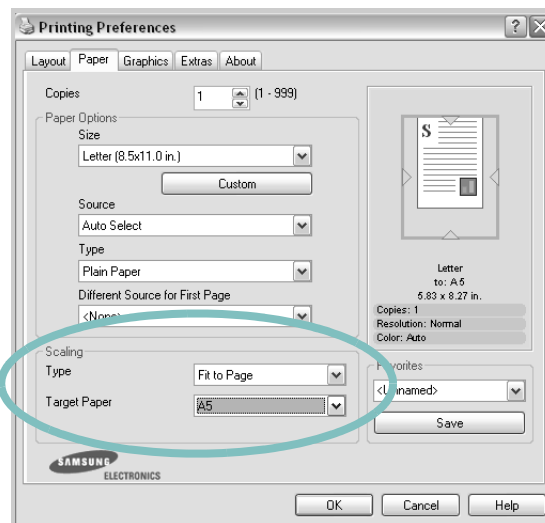 Printing Preferences
Layout Paper Graphics Extras About
Copies 1 (1 - 999)
Paper Options
Size
Letter (8.5x11.0 in.)
Custom
Source
Auto Select
Type
Plain Paper
Different Source for First Page
<None>
Scaling
Type Fit to Page
Target Paper A5
SAMSUNG
ELECTRONICS
S
Letter
to: A5
5.83 x 8.27 in.
Copies: 1
Resolution: Normal
Color: Auto
Favorites
<Unnamed>
Save
OK Cancel Help